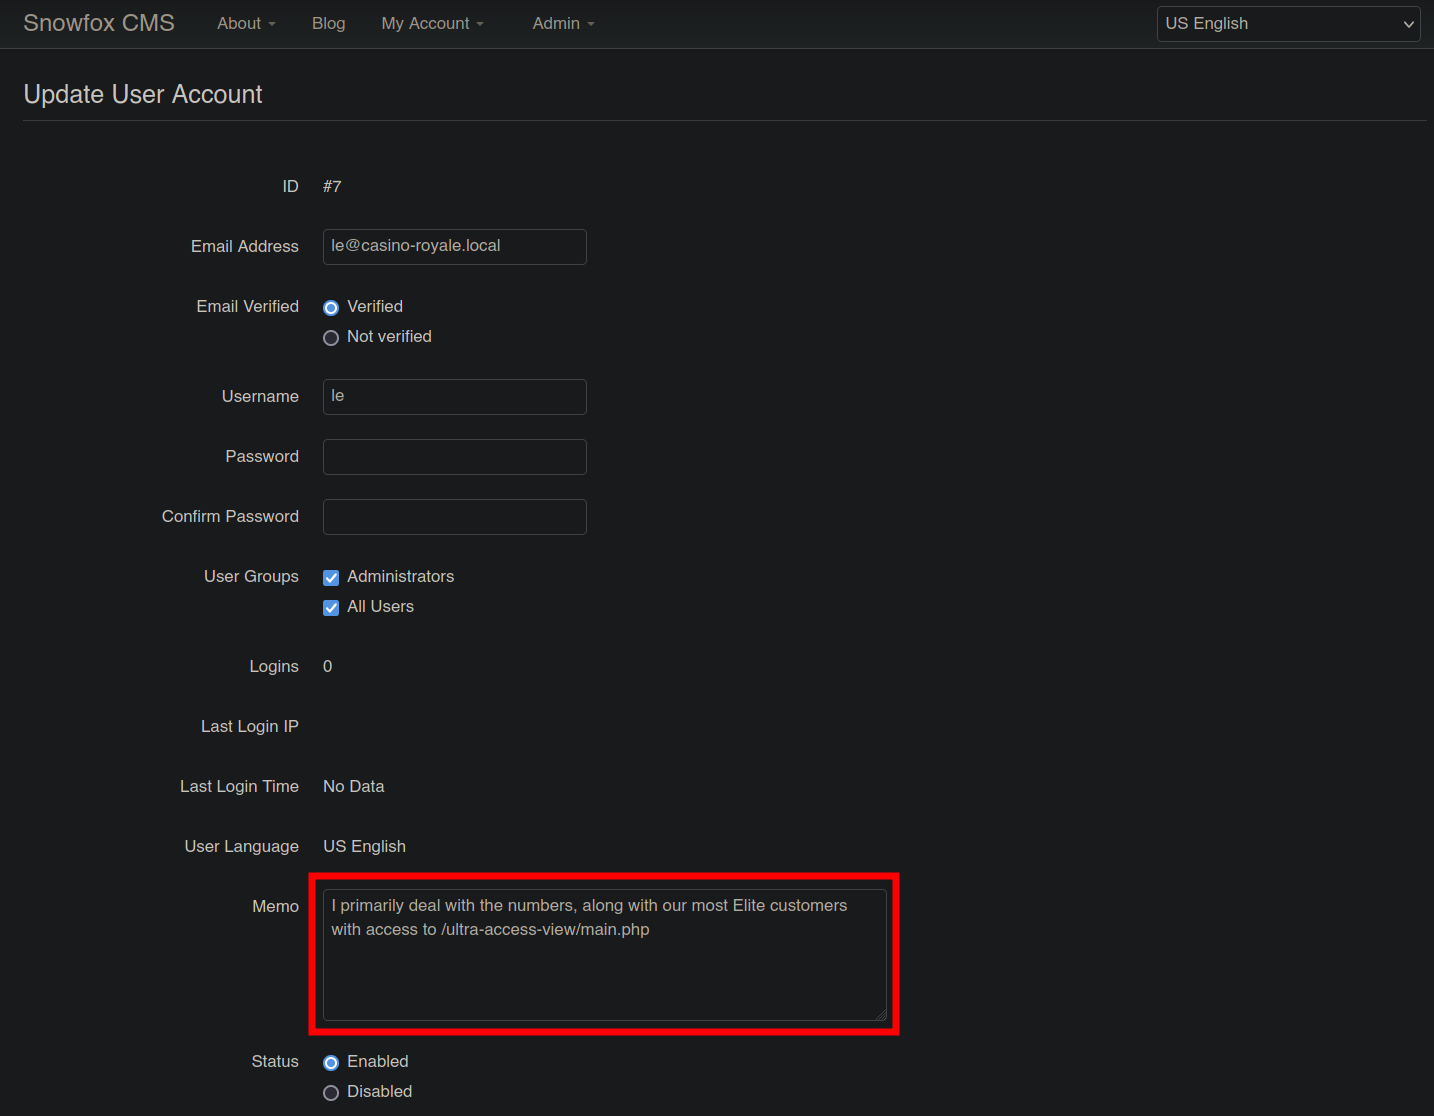 Snowfox CMS About Blog My Account Admin US English
Update User Account
ID #7
Email Address le@casino-royale.local
Email Verified Verified
Not verified
Username le
Password
Confirm Password
User Groups Administrators
All Users
Logins 0
Last Login IP
Last Login Time No Data
User Language US English
Memo I primarily deal with the numbers, along with our most Elite customers
with access to /ultra-access-view/main.php
Status Enabled
Disabled